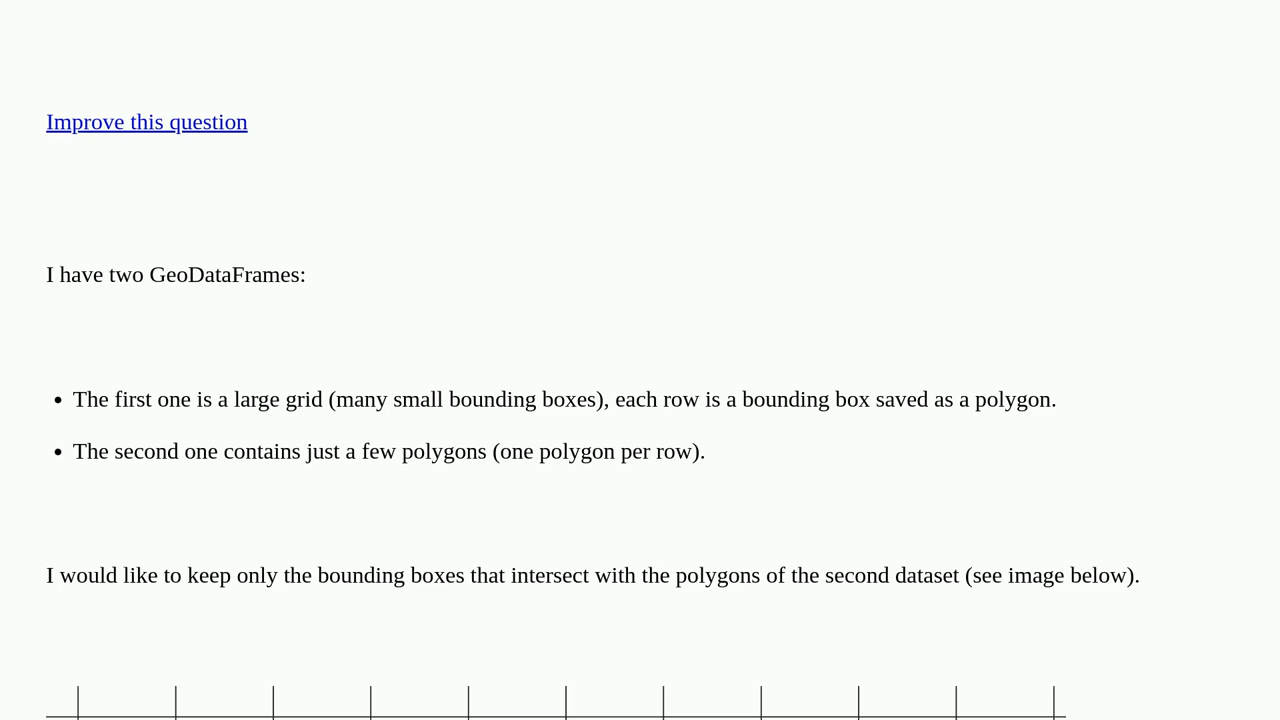 Improve this question
I have two GeoDataFrames:
• The first one is a large grid (many small bounding boxes), each row is a bounding box saved as a polygon.
• The second one contains just a few polygons (one polygon per row).
I would like to keep only the bounding boxes that intersect with the polygons of the second dataset (see image below).